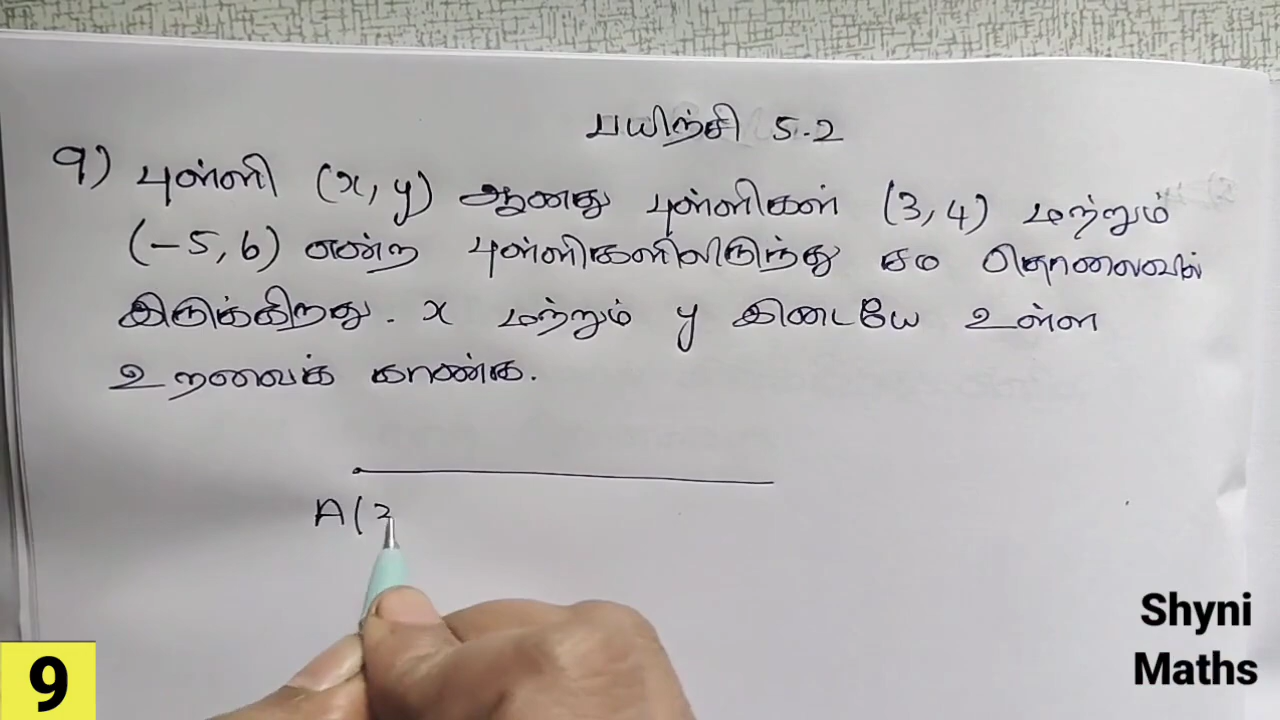 பயிற்சி 5.2
9) புள்ளி (x, y) ஆனது புள்ளிகள் (3, 4) மற்றும்
(-5, 6) என்ற புள்ளிகளிலிருந்து சம தொலைவில்
இருக்கிறது. x மற்றும் y இடையே உள்ள
உறவைக் காண்க.
A(3
Shyni
Maths
9